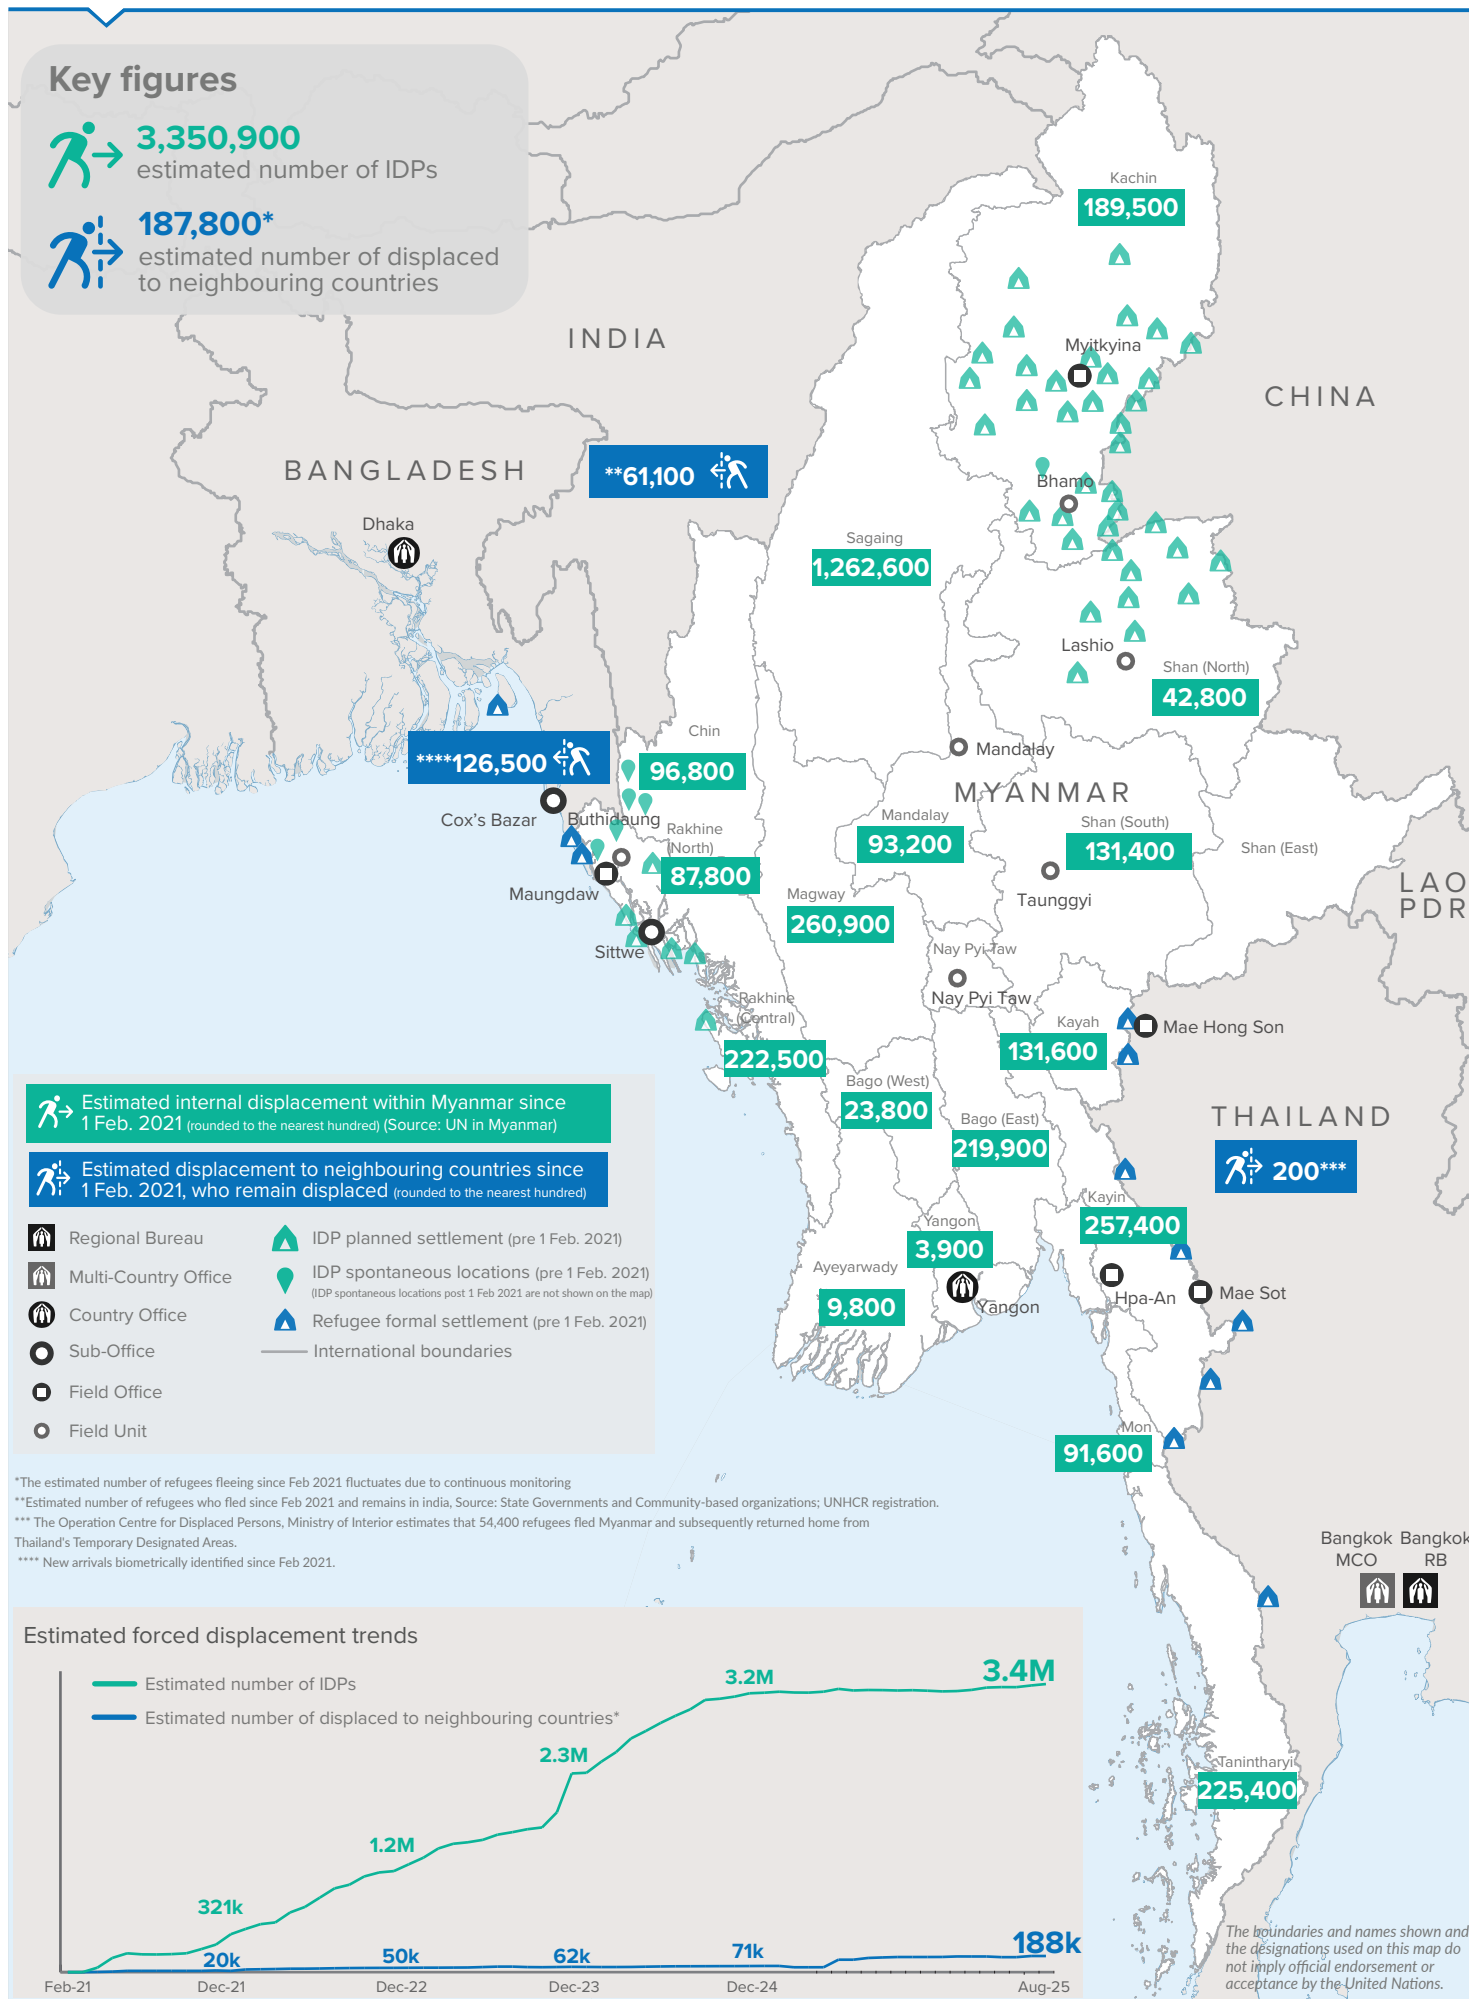 Key figures
3,350,900
estimated number of IDPs
187,800*
estimated number of displaced
to neighbouring countries
Kachin
189,500
INDIA
Myitkyina
CHINA
BANGLADESH
**61,100
Bhamo
Dhaka
Sagaing
1,262,600
Lashio
Shan (North)
42,800
Chin
96,800
****126,500
Mandalay
MYANMAR
Cox's Bazar
Buthidaung
Rakhine
(North)
87,800
Mandalay
93,200
Shan (South)
131,400
Shan (East)
LAO
PDR
Maungdaw
Magway
260,900
Taunggyi
Sittwe
Nay Pyi Taw
Nay Pyi Taw
Rakhine
(Central)
222,500
Kayah
131,600
Mae Hong Son
Bago (West)
23,800
Bago (East)
219,900
THAILAND
200***
Kayin
257,400
Yangon
3,900
Ayeyarwady
9,800
Yangon
Hpa-An
Mae Sot
Mon
91,600
Bangkok
MCO
Bangkok
RB
Tanintharyi
225,400
Estimated internal displacement within Myanmar since
1 Feb. 2021 (rounded to the nearest hundred) (Source: UN in Myanmar)
Estimated displacement to neighbouring countries since
1 Feb. 2021, who remain displaced (rounded to the nearest hundred)
Regional Bureau
Multi-Country Office
Country Office
Sub-Office
Field Office
Field Unit
IDP planned settlement (pre 1 Feb. 2021)
IDP spontaneous locations (pre 1 Feb. 2021)
(IDP spontaneous locations post 1 Feb 2021 are not shown on the map)
Refugee formal settlement (pre 1 Feb. 2021)
International boundaries
*The estimated number of refugees fleeing since Feb 2021 fluctuates due to continuous monitoring
**Estimated number of refugees who fled since Feb 2021 and remains in india, Source: State Governments and Community-based organizations; UNHCR registration.
*** The Operation Centre for Displaced Persons, Ministry of Interior estimates that 54,400 refugees fled Myanmar and subsequently returned home from
Thailand's Temporary Designated Areas.
**** New arrivals biometrically identified since Feb 2021.
Estimated forced displacement trends
Estimated number of IDPs
Estimated number of displaced to neighbouring countries*
321k
1.2M
2.3M
3.2M
3.4M
20k
50k
62k
71k
188k
Feb-21
Dec-21
Dec-22
Dec-23
Dec-24
Aug-25
The boundaries and names shown and
the designations used on this map do
not imply official endorsement or
acceptance by the United Nations.